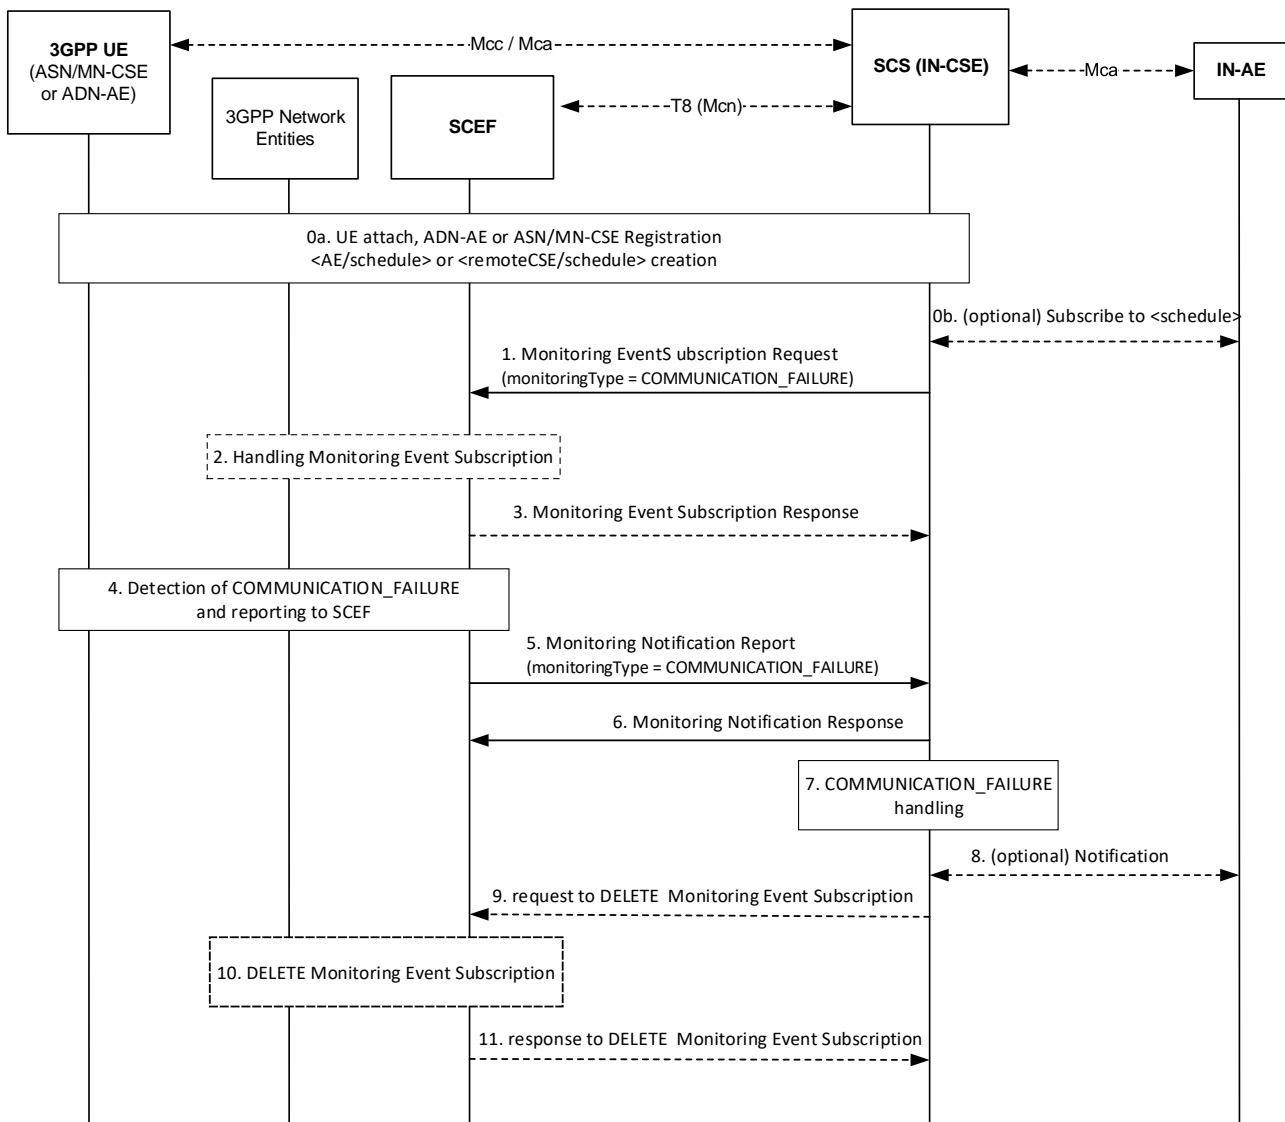 3GPP UE
(ASN/MN-CSE
or ADN-AE)
Mcc / Mca
SCS (IN-CSE)
Mca
IN-AE
3GPP Network
Entities
SCEF
T8 (Mcn)
0a. UE attach, ADN-AE or ASN/MN-CSE Registration
<AE/schedule> or <remoteCSE/schedule> creation
0b. (optional) Subscribe to <schedule>
1. Monitoring EventS ubscription Request
(monitoringType = COMMUNICATION_FAILURE)
2. Handling Monitoring Event Subscription
3. Monitoring Event Subscription Response
4. Detection of COMMUNICATION_FAILURE
and reporting to SCEF
5. Monitoring Notification Report
(monitoringType = COMMUNICATION_FAILURE)
6. Monitoring Notification Response
7. COMMUNICATION_FAILURE
handling
8. (optional) Notification
9. request to DELETE  Monitoring Event Subscription
10. DELETE Monitoring Event Subscription
11. response to DELETE  Monitoring Event Subscription